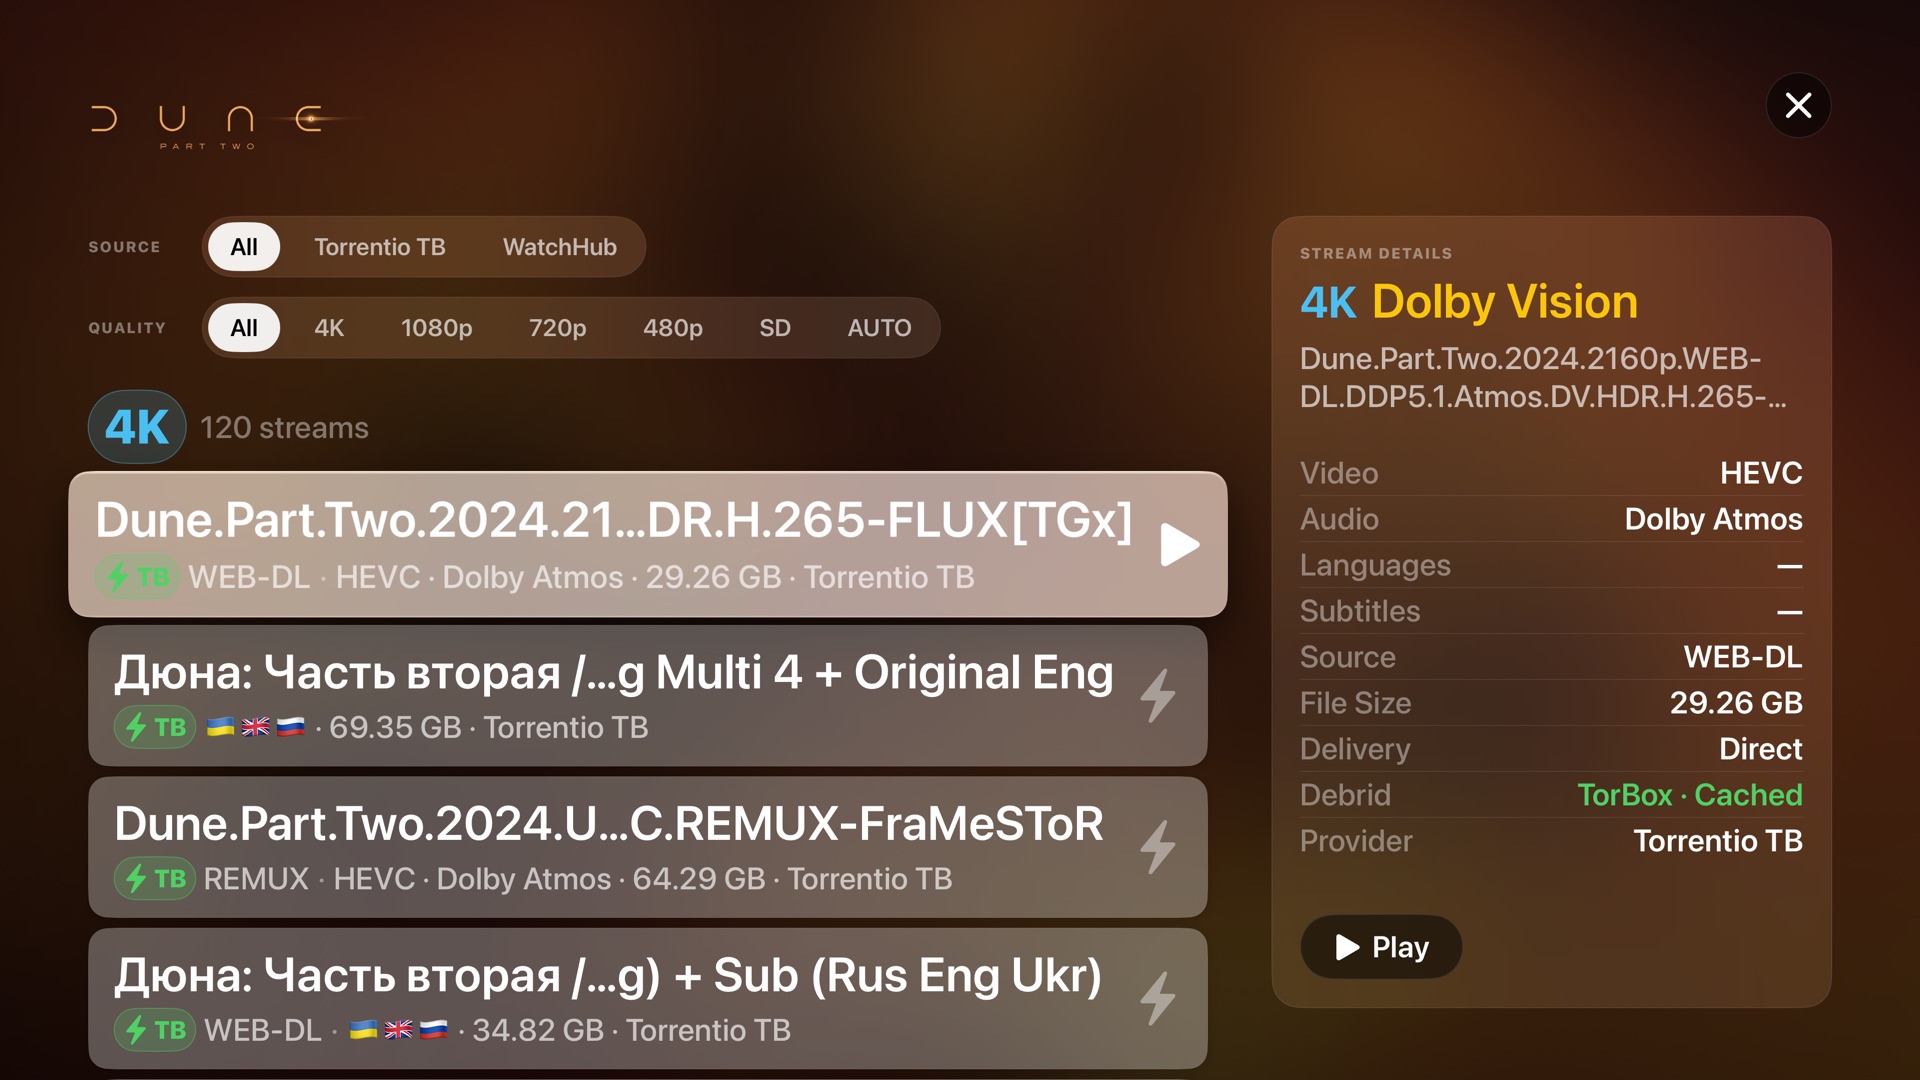 DUNE
PART TWO
SOURCE All Torrentio TB WatchHub
QUALITY All 4K 1080p 720p 480p SD AUTO
4K 120 streams
Dune.Part.Two.2024.21...DR.H.265-FLUX[TGx]
TB WEB-DL · HEVC · Dolby Atmos · 29.26 GB · Torrentio TB
Дюна: Часть вторая /...g Multi 4 + Original Eng
TB · 69.35 GB · Torrentio TB
Dune.Part.Two.2024.U...C.REMUX-FraMeSToR
TB REMUX · HEVC · Dolby Atmos · 64.29 GB · Torrentio TB
Дюна: Часть вторая /...g) + Sub (Rus Eng Ukr)
TB WEB-DL · · 34.82 GB · Torrentio TB
STREAM DETAILS
4K Dolby Vision
Dune.Part.Two.2024.2160p.WEB-
DL.DDP5.1.Atmos.DV.HDR.H.265-...
Video HEVC
Audio Dolby Atmos
Languages —
Subtitles —
Source WEB-DL
File Size 29.26 GB
Delivery Direct
Debrid TorBox · Cached
Provider Torrentio TB
Play